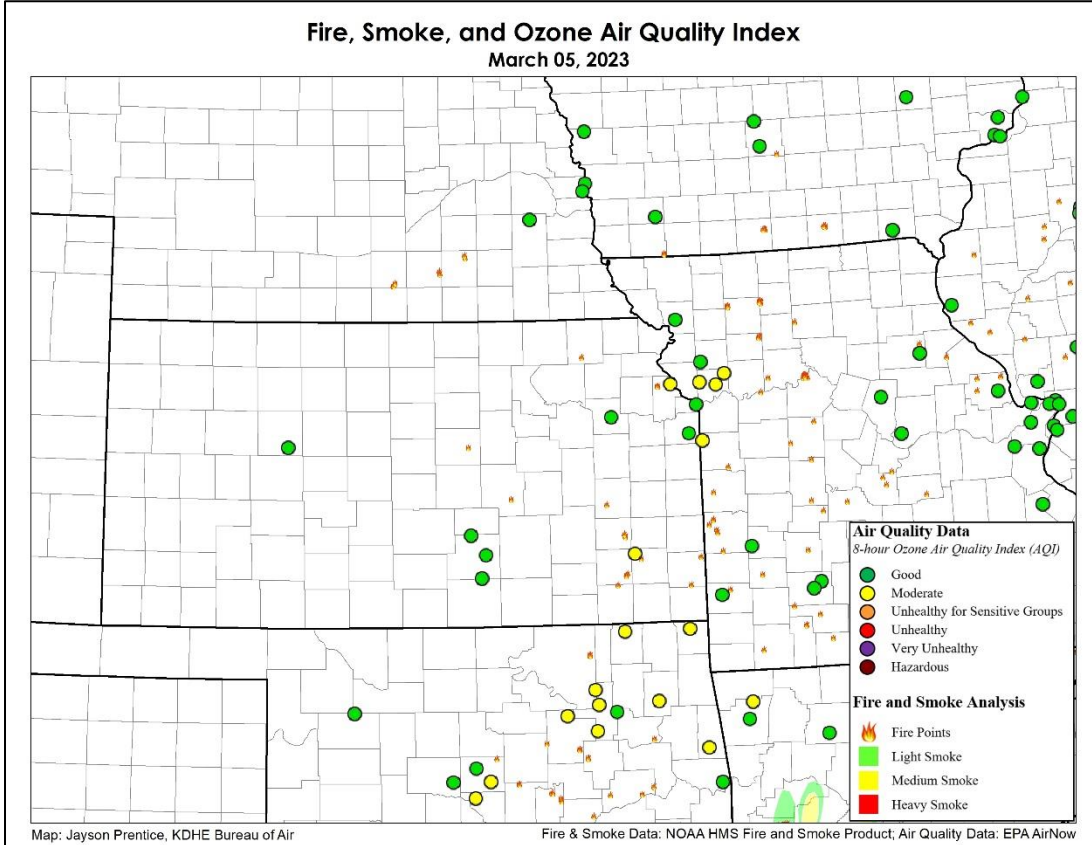 Fire, Smoke, and Ozone Air Quality Index
March 05, 2023
Air Quality Data
8-hour Ozone Air Quality Index (AQI)
Good
Moderate
Unhealthy for Sensitive Groups
Unhealthy
Very Unhealthy
Hazardous
Fire and Smoke Analysis
Fire Points
Light Smoke
Medium Smoke
Heavy Smoke
Map: Jayson Prentice, KDHE Bureau of Air
Fire & Smoke Data: NOAA HMS Fire and Smoke Product; Air Quality Data: EPA AirNow